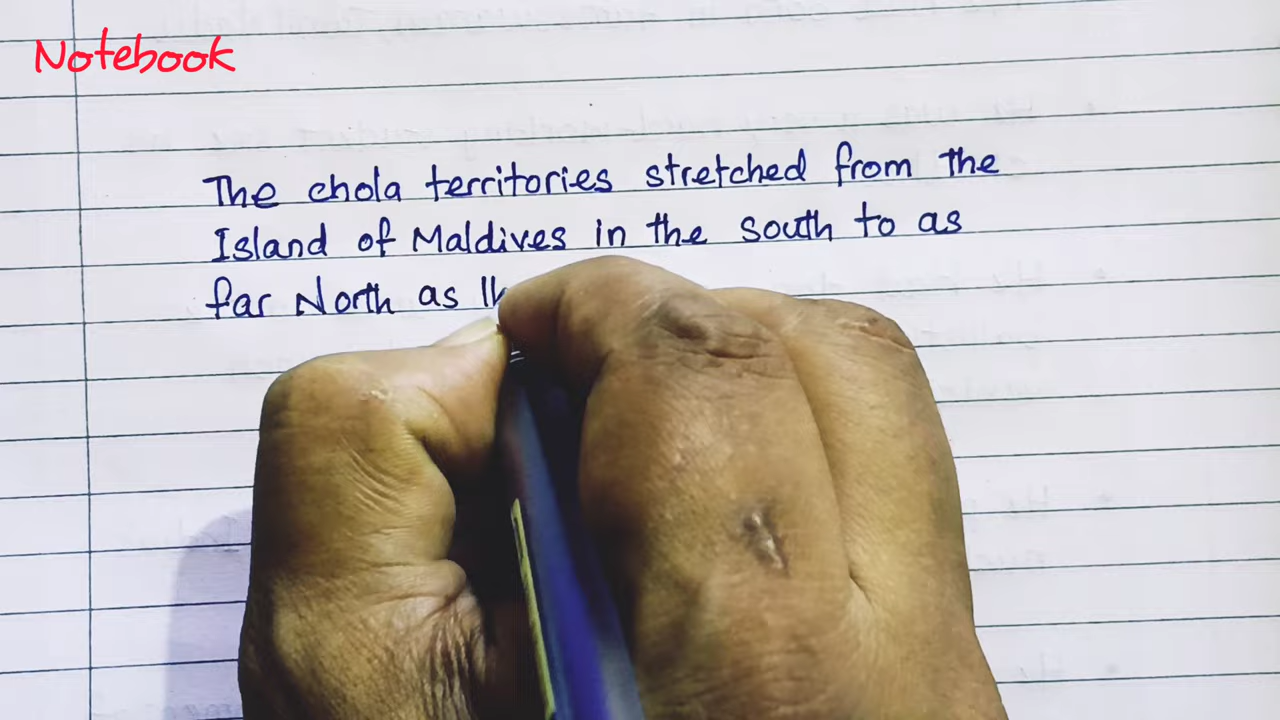 Notebook
The chola territories stretched from the
Island of Maldives in the south to as
far North as